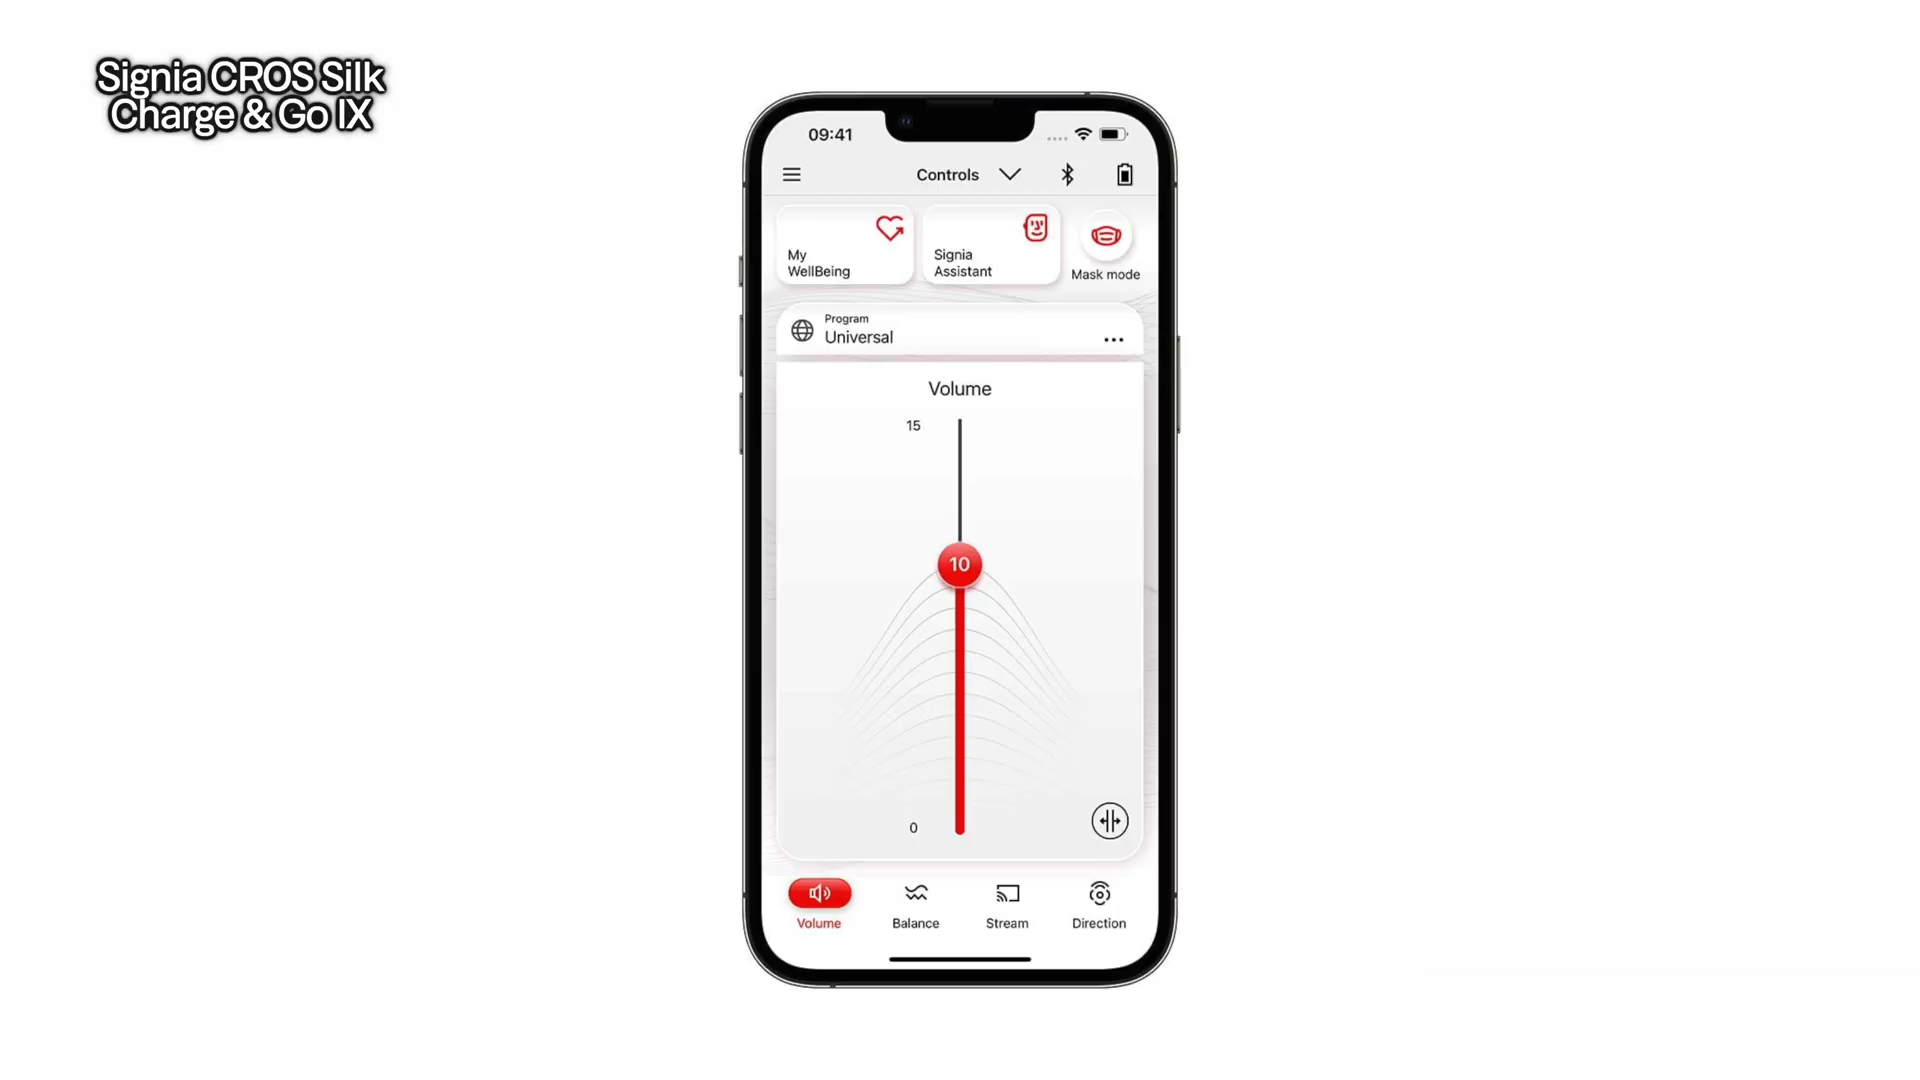 Signia CROS Silk
Charge & Go IX
09:41
Controls
My
WellBeing
Signia
Assistant
Mask mode
Program
Universal
Volume
15
10
0
Volume
Balance
Stream
Direction